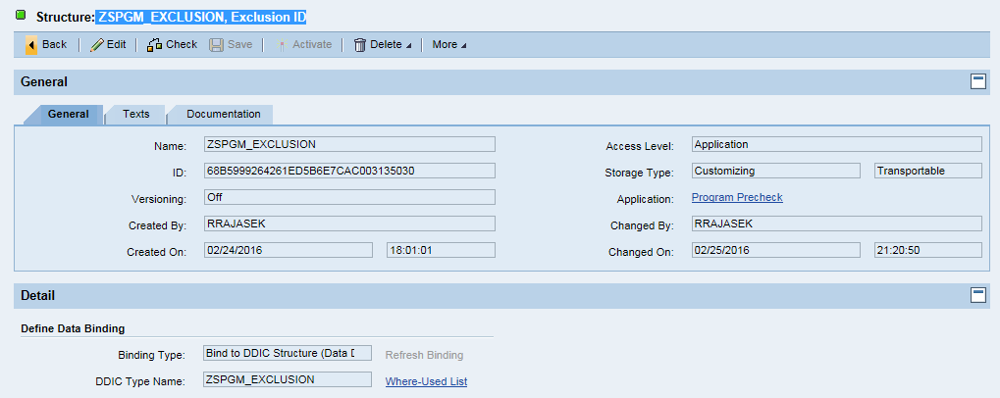 Structure: ZSPGM_EXCLUSION, Exclusion ID
Back Edit Check Save Activate Delete More
General
General Texts Documentation
Name: ZSPGM_EXCLUSION Access Level: Application
ID: 68B5999264261ED5B6E7CAC003135030 Storage Type: Customizing Transportable
Versioning: Off Application: Program Precheck
Created By: RRAJASEK Changed By: RRAJASEK
Created On: 02/24/2016 18:01:01 Changed On: 02/25/2016 21:20:50
Detail
Define Data Binding
Binding Type: Bind to DDIC Structure (Data Refresh Binding
DDIC Type Name: ZSPGM_EXCLUSION Where-Used List